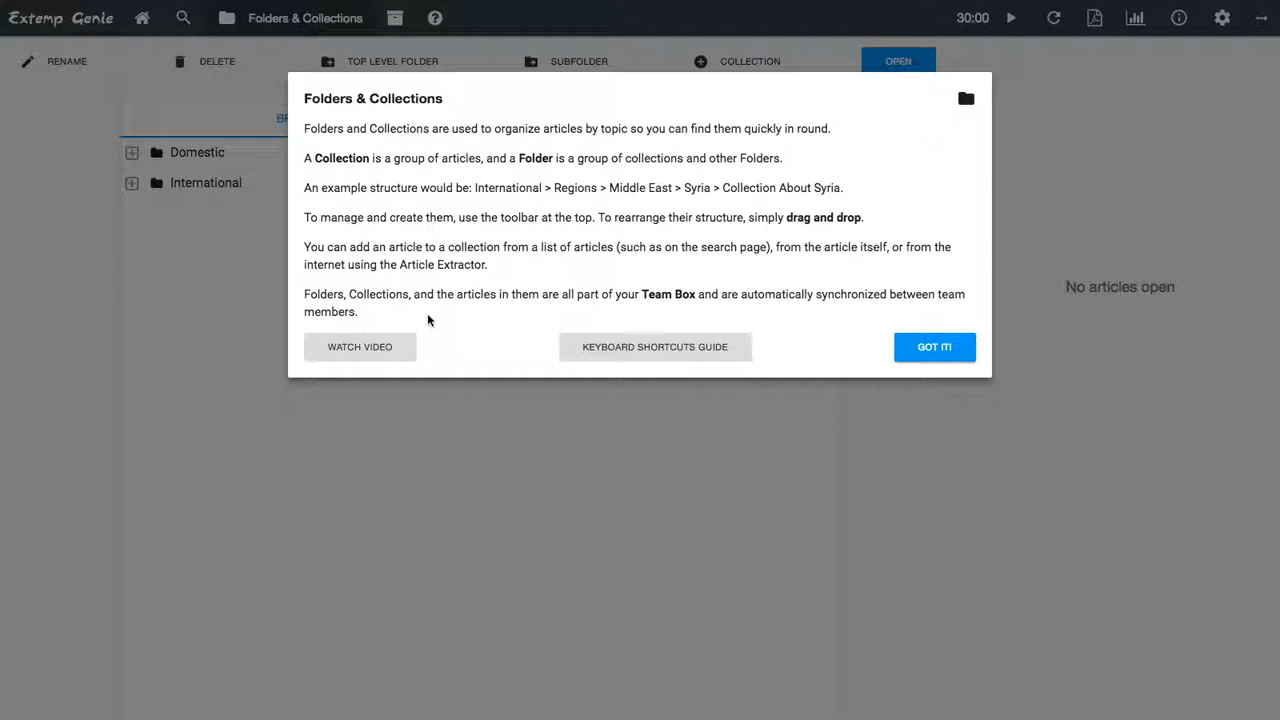 Extemp Genie Folders & Collections 30:00
RENAME DELETE TOP LEVEL FOLDER SUBFOLDER COLLECTION OPEN
Folders & Collections
Folders and Collections are used to organize articles by topic so you can find them quickly in round.
A Collection is a group of articles, and a Folder is a group of collections and other Folders.
An example structure would be: International > Regions > Middle East > Syria > Collection About Syria.
To manage and create them, use the toolbar at the top. To rearrange their structure, simply drag and drop.
You can add an article to a collection from a list of articles (such as on the search page), from the article itself, or from the
internet using the Article Extractor.
Folders, Collections, and the articles in them are all part of your Team Box and are automatically synchronized between team
members.
WATCH VIDEO KEYBOARD SHORTCUTS GUIDE GOT IT!
Domestic
International
No articles open